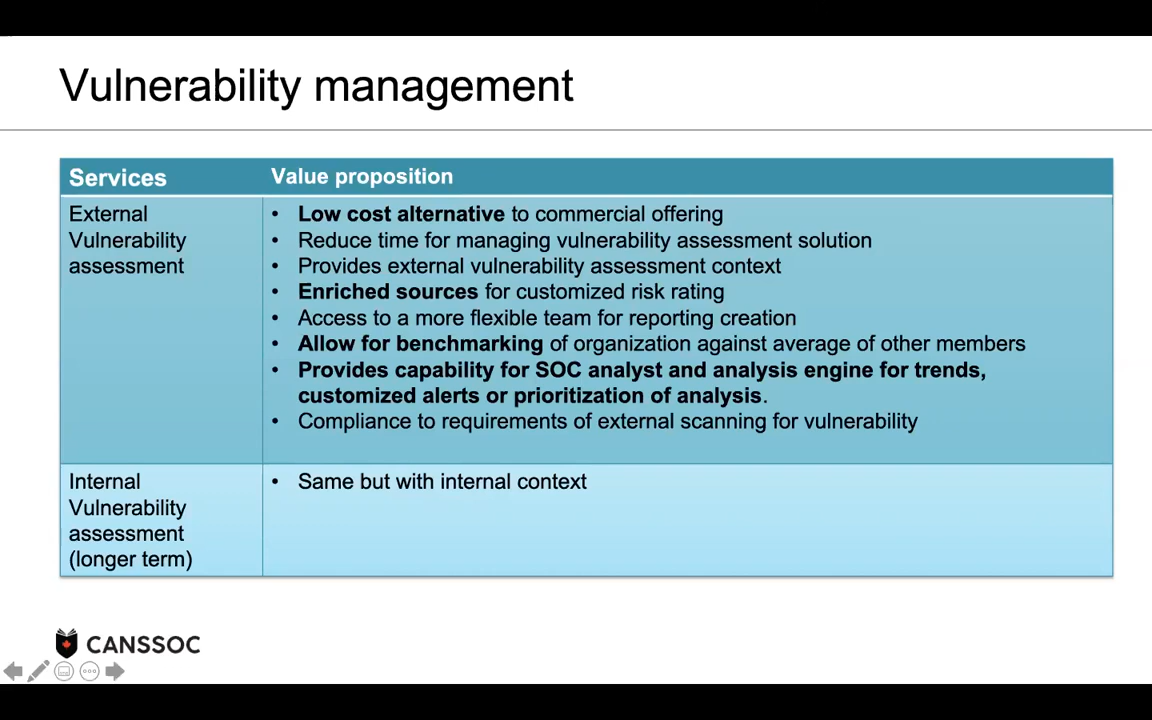 Vulnerability management
Services
Value proposition
External
Vulnerability
assessment
• Low cost alternative to commercial offering
• Reduce time for managing vulnerability assessment solution
• Provides external vulnerability assessment context
• Enriched sources for customized risk rating
• Access to a more flexible team for reporting creation
• Allow for benchmarking of organization against average of other members
• Provides capability for SOC analyst and analysis engine for trends,
customized alerts or prioritization of analysis.
• Compliance to requirements of external scanning for vulnerability
Internal
Vulnerability
assessment
(longer term)
• Same but with internal context
CANSSOC